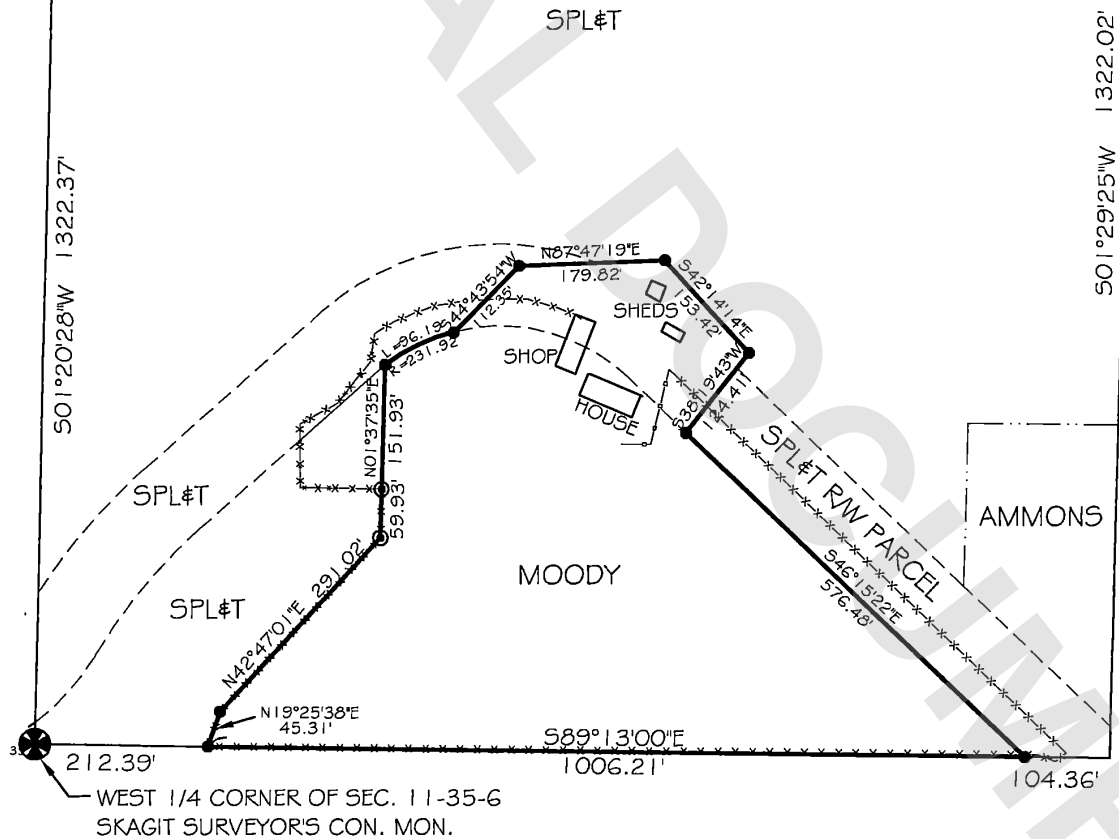 SPL&T
S01°29'25"W 1322.02'
S01°20'28"W 1322.37'
N87°47'19"E
179.82'
S42°14'14"E
153.42'
S44°43'54"W
112.35'
L=96.19
R=231.92
SHEDS
SHOP
HOUSE
S38°19'43"W
N01°37'35"E 151.93'
59.93'
SPL&T
SPL&T R/W PARCEL
AMMONS
MOODY
S46°15'22"E
576.48'
SPL&T
N42°47'01"E 291.02'
N19°25'38"E
45.31'
S89°13'00"E
1006.21'
212.39'
104.36'
WEST 1/4 CORNER OF SEC. 11-35-6
SKAGIT SURVEYOR'S CON. MON.